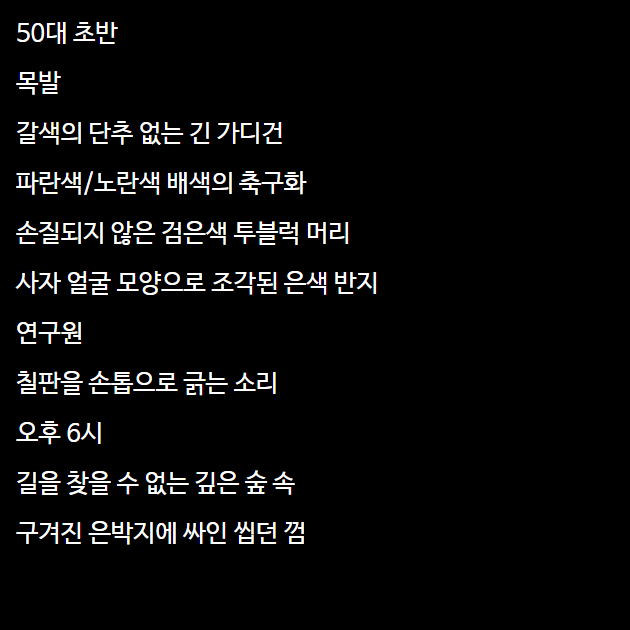 50대 초반
목발
갈색의 단추 없는 긴 가디건
파란색/노란색 배색의 축구화
손질되지 않은 검은색 투블럭 머리
사자 얼굴 모양으로 조각된 은색 반지
연구원
칠판을 손톱으로 긁는 소리
오후 6시
길을 찾을 수 없는 깊은 숲 속
구겨진 은박지에 싸인 씹던 껌